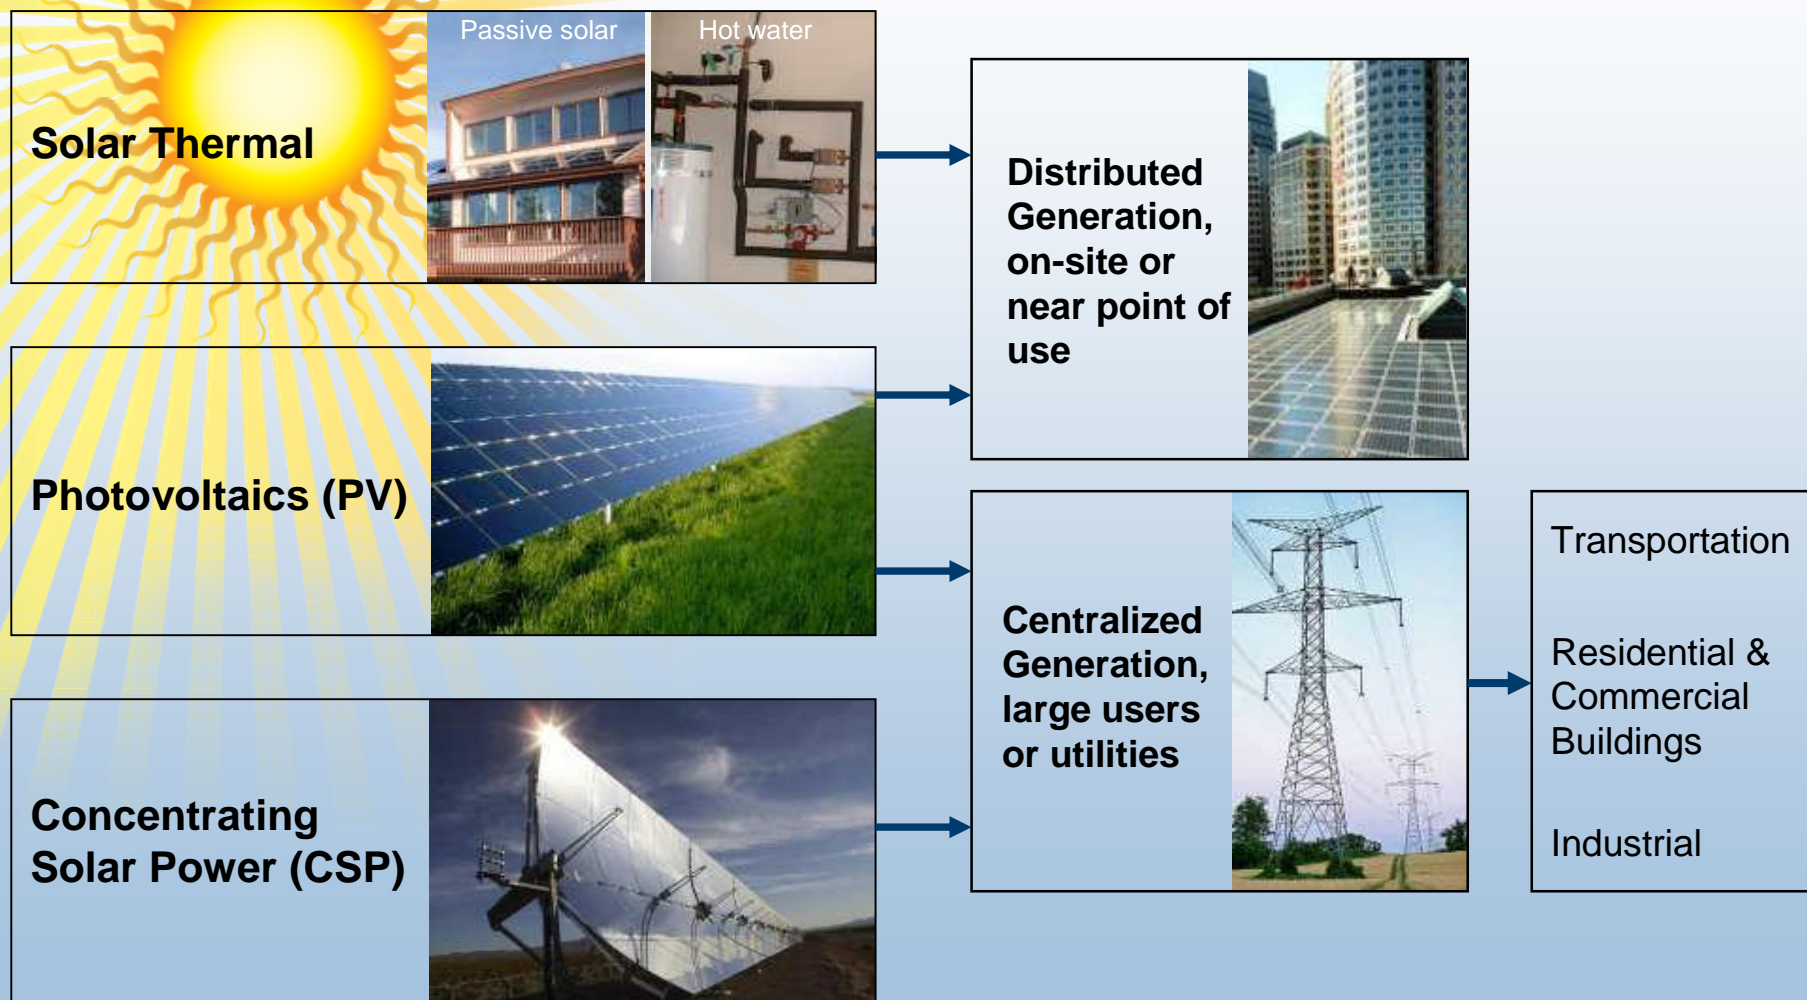 Passive solar
Hot water
Solar Thermal
Distributed
Generation,
on-site or
near point of
use
Photovoltaics (PV)
Centralized
Generation,
large users
or utilities
Transportation
Residential &
Commercial
Buildings
Industrial
Concentrating
Solar Power (CSP)